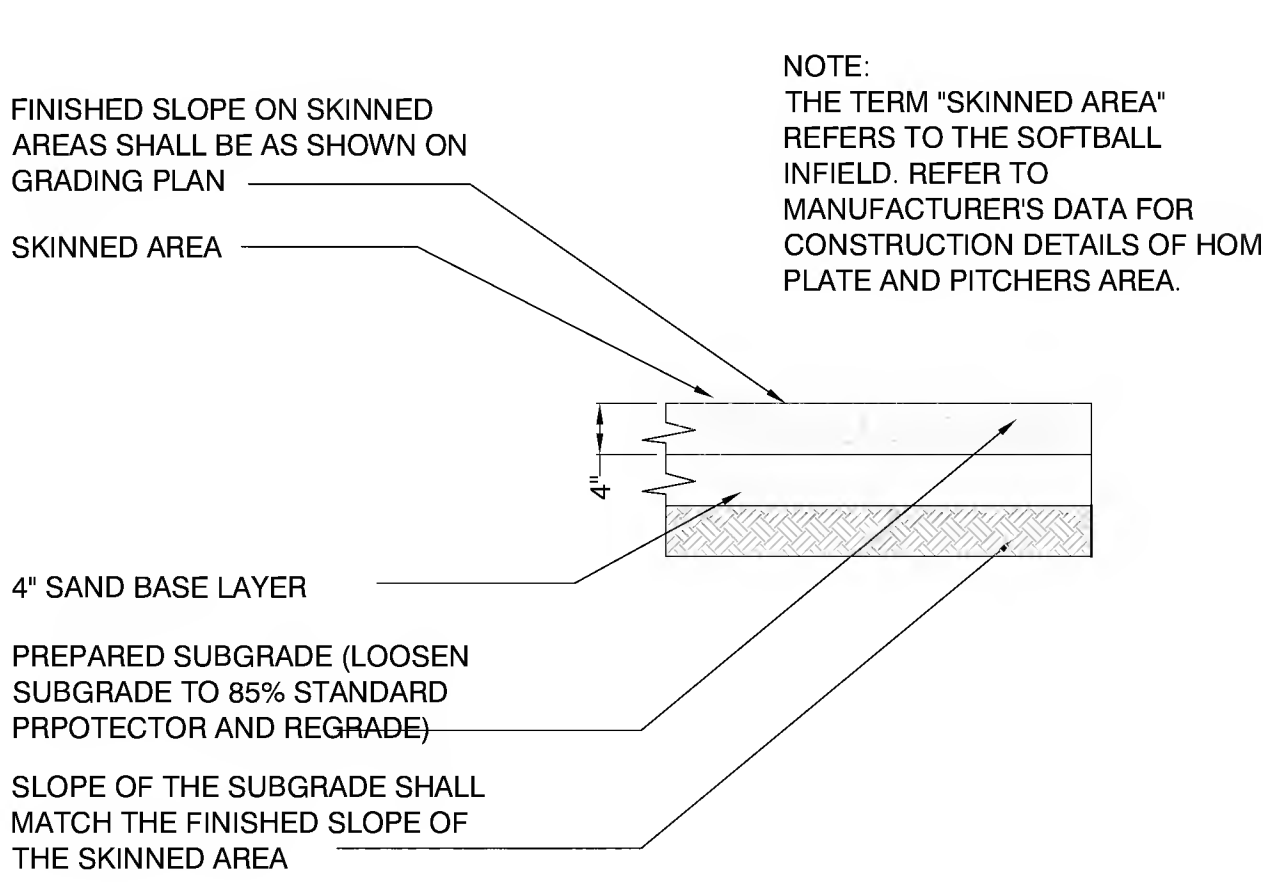 NOTE:
THE TERM "SKINNED AREA"
REFERS TO THE SOFTBALL
INFIELD. REFER TO
MANUFACTURER'S DATA FOR
CONSTRUCTION DETAILS OF HOM
PLATE AND PITCHERS AREA.
FINISHED SLOPE ON SKINNED
AREAS SHALL BE AS SHOWN ON
GRADING PLAN
SKINNED AREA
4"
4" SAND BASE LAYER
PREPARED SUBGRADE (LOOSEN
SUBGRADE TO 85% STANDARD
PRPOTECTOR AND REGRADE)
SLOPE OF THE SUBGRADE SHALL
MATCH THE FINISHED SLOPE OF
THE SKINNED AREA